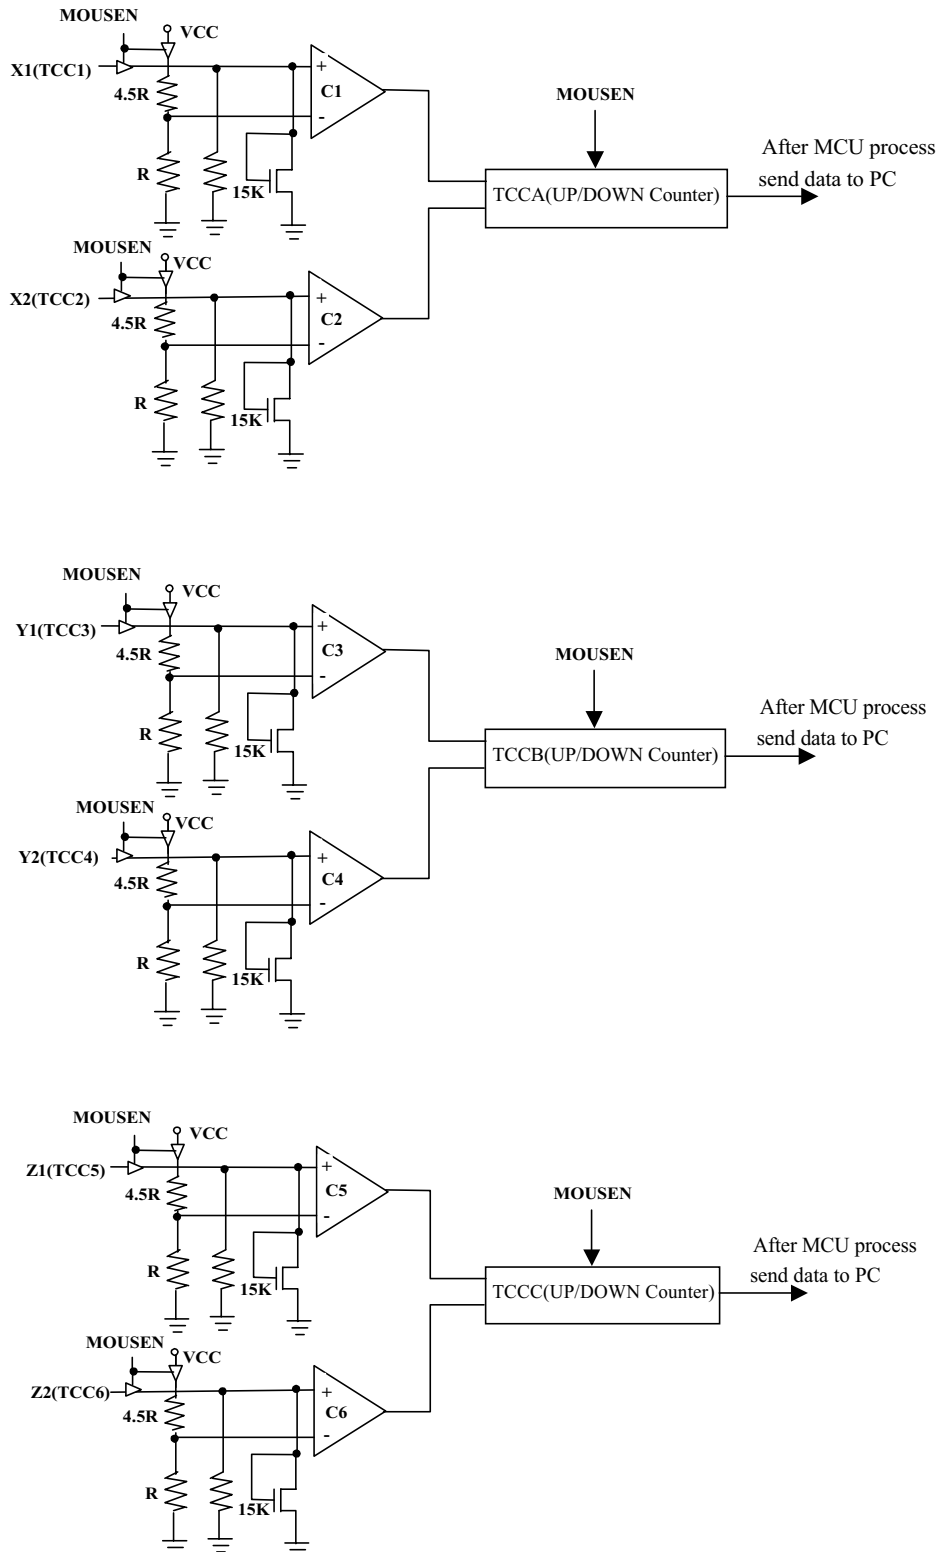 MOUSEN
VCC
X1(TCC1)
4.5R
+
C1
-
R
15K
MOUSEN
TCCA(UP/DOWN Counter)
After MCU process
send data to PC
MOUSEN
VCC
X2(TCC2)
4.5R
+
C2
-
R
15K
MOUSEN
VCC
Y1(TCC3)
4.5R
+
C3
-
R
15K
MOUSEN
TCCB(UP/DOWN Counter)
After MCU process
send data to PC
MOUSEN
VCC
Y2(TCC4)
4.5R
+
C4
-
R
15K
MOUSEN
VCC
Z1(TCC5)
4.5R
+
C5
-
R
15K
MOUSEN
TCCC(UP/DOWN Counter)
After MCU process
send data to PC
MOUSEN
VCC
Z2(TCC6)
4.5R
+
C6
-
R
15K